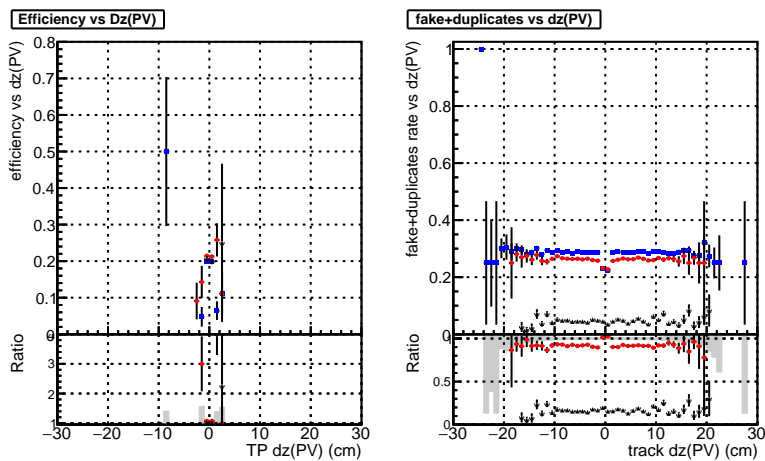 Efficiency vs Dz(PV)
efficiency vs dz(PV)
0.8
0.7
0.6
0.5
0.4
0.3
0.2
0.1
0
Ratio
4
3
2
1
−30 −20 −10 0 10 20 30
TP dz(PV) (cm)
fake+duplicates vs dz(PV)
fake+duplicates rate vs dz(PV)
1
0.8
0.6
0.4
0.2
0
Ratio
1
0.5
0
−30 −20 −10 0 10 20 30
track dz(PV) (cm)